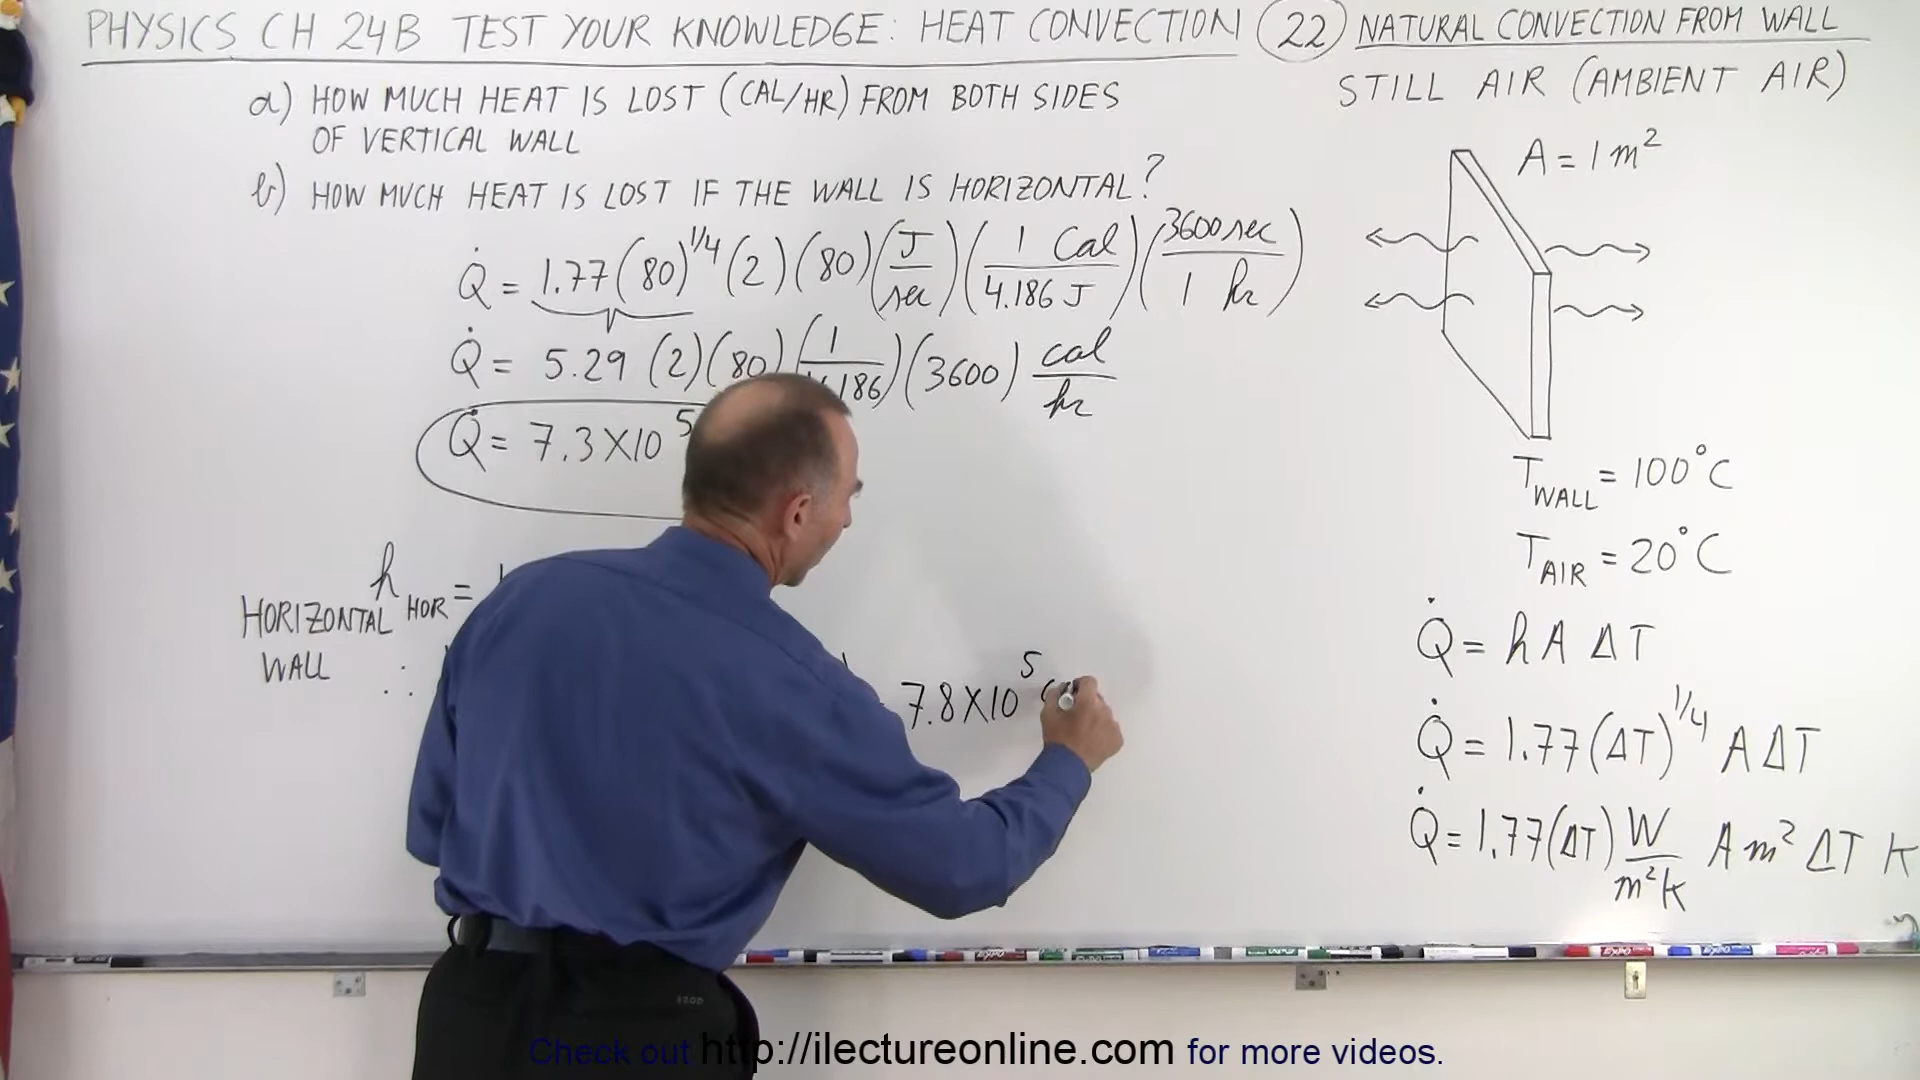 PHYSICS CH 24B TEST YOUR KNOWLEDGE: HEAT CONVECTION (22) NATURAL CONVECTION FROM WALL
STILL AIR (AMBIENT AIR)
a) HOW MUCH HEAT IS LOST (CAL/HR) FROM BOTH SIDES
OF VERTICAL WALL
b) HOW MUCH HEAT IS LOST IF THE WALL IS HORIZONTAL?
Q̇ = 1.77 (80)^1/4 (2)(80) (J/sec) (1 Cal/4.186 J) (3600 sec/1 hr)
Q̇ = 5.29 (2)(80) (1/4.186) (3600) cal/hr
Q̇ = 7.3 X 10^5
h HOR =
HORIZONTAL
WALL
∴
7.8 X 10^5
A = 1 m²
T WALL = 100°C
T AIR = 20°C
Q̇ = h A ΔT
Q̇ = 1.77 (ΔT)^1/4 A ΔT
Q̇ = 1.77 (ΔT) W/m²K A m² ΔT K
Check out http://ilectureonline.com for more videos.